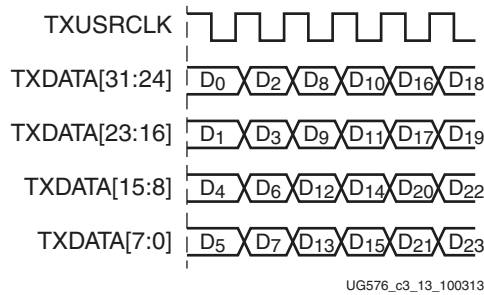 TXUSRCLK
TXDATA[31:24] D0 D2 D8 D10 D16 D18
TXDATA[23:16] D1 D3 D9 D11 D17 D19
TXDATA[15:8] D4 D6 D12 D14 D20 D22
TXDATA[7:0] D5 D7 D13 D15 D21 D23
UG576_c3_13_100313